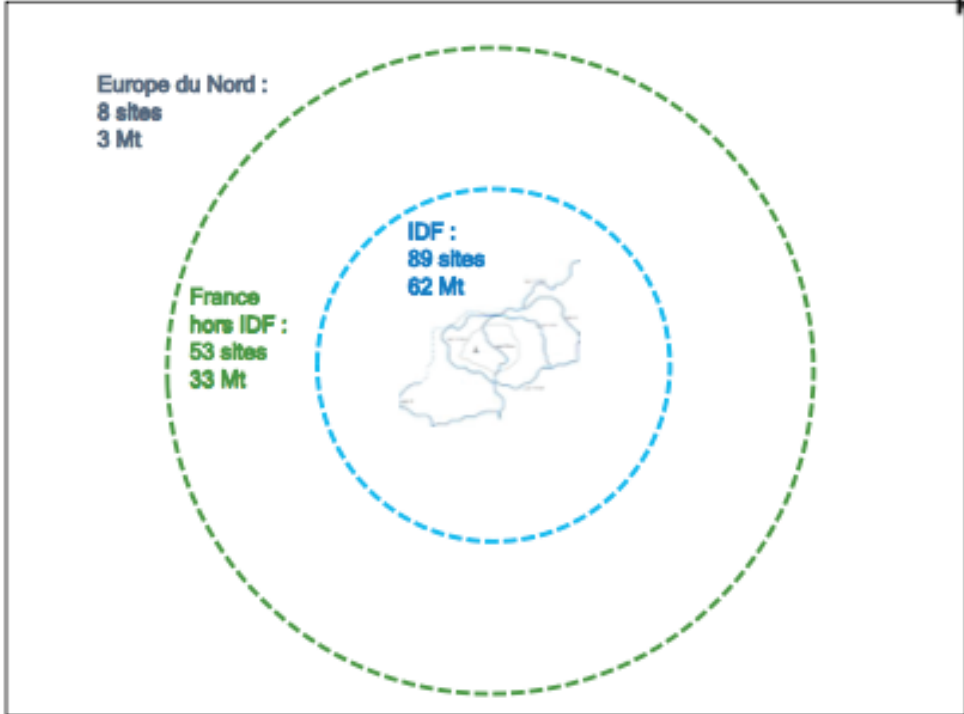 Europe du Nord :
8 sites
3 Mt
IDF :
89 sites
62 Mt
France
hors IDF :
53 sites
33 Mt